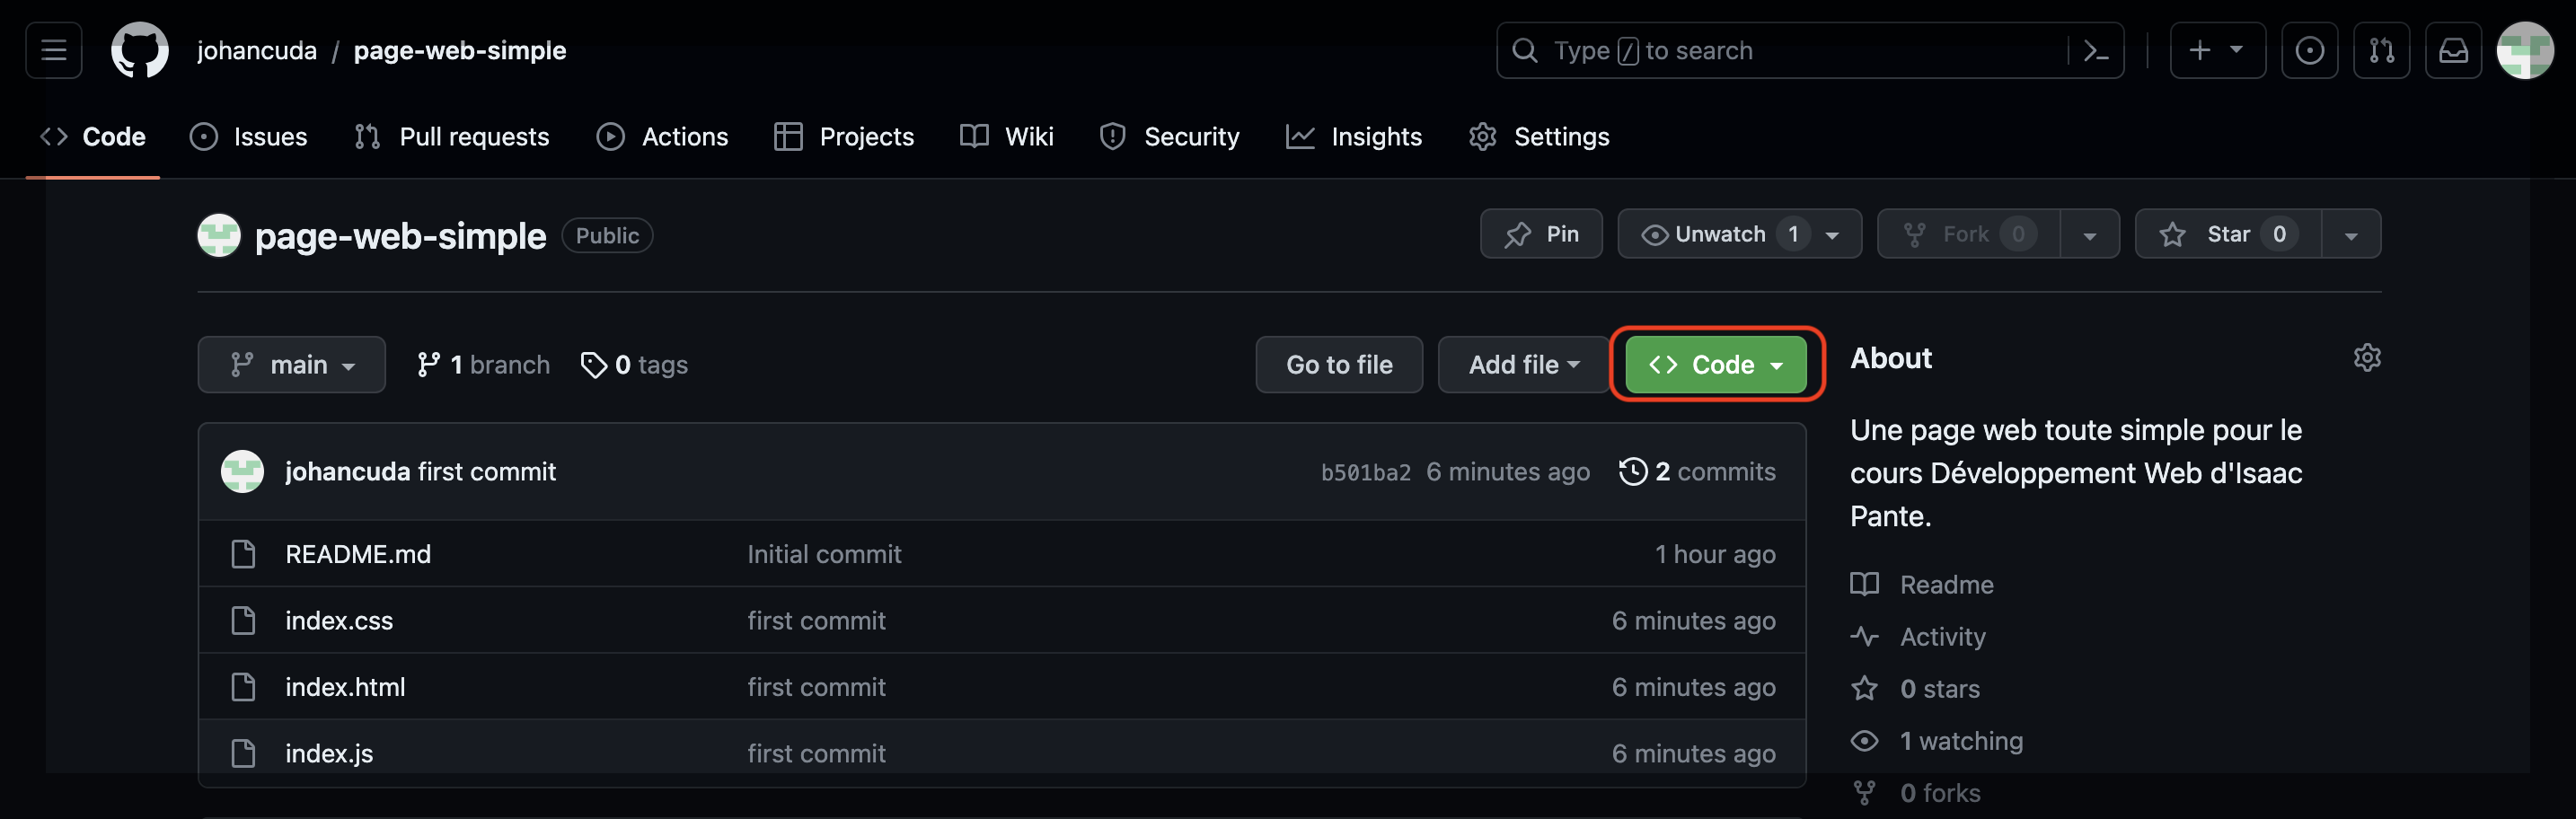 johancuda / page-web-simple
Type / to search
Code Issues Pull requests Actions Projects Wiki Security Insights Settings
page-web-simple Public
Pin Unwatch 1 Fork 0 Star 0
main 1 branch 0 tags
Go to file Add file Code
johancuda first commit b501ba2 6 minutes ago 2 commits
README.md Initial commit 1 hour ago
index.css first commit 6 minutes ago
index.html first commit 6 minutes ago
index.js first commit 6 minutes ago
About
Une page web toute simple pour le
cours Développement Web d'Isaac
Pante.
Readme
Activity
0 stars
1 watching
0 forks